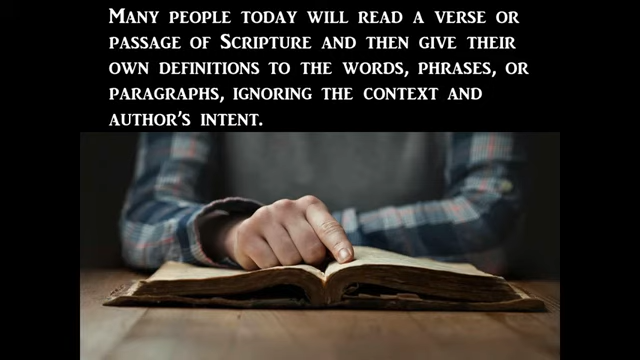 Many people today will read a verse or
passage of Scripture and then give their
own definitions to the words, phrases, or
paragraphs, ignoring the context and
author's intent.